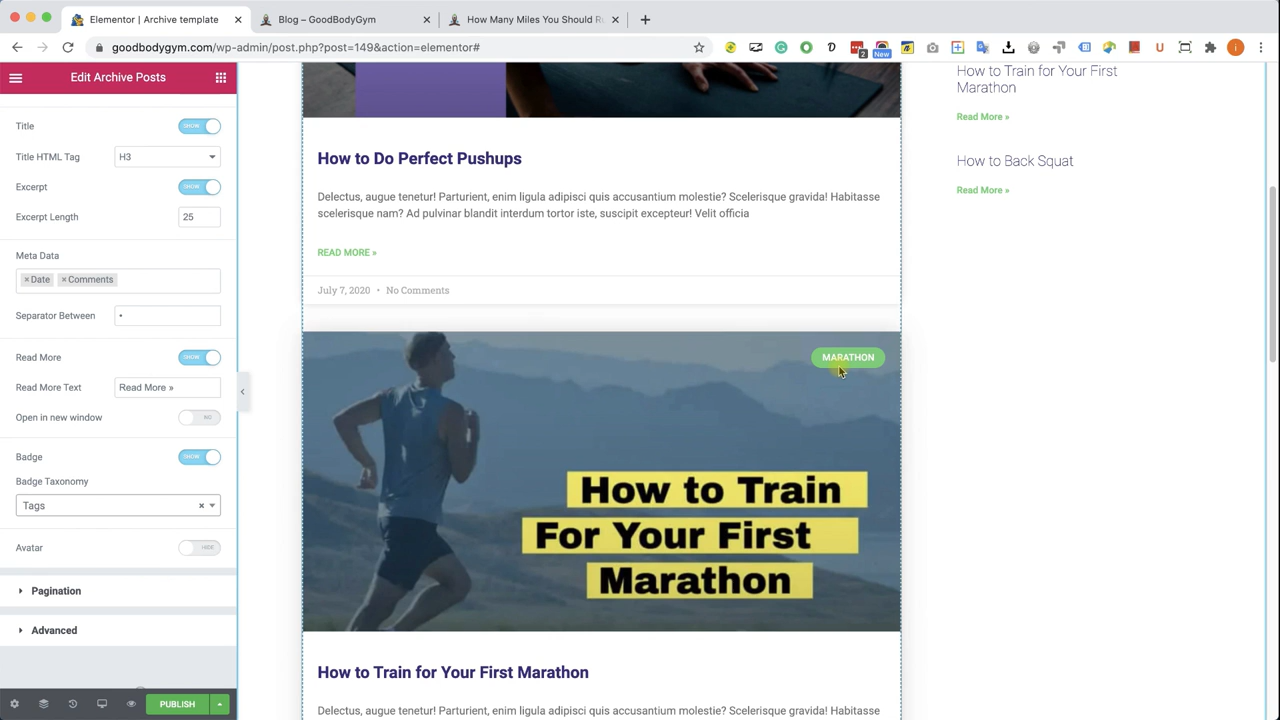 Elementor | Archive template
Blog – GoodBodyGym
How Many Miles You Should R
goodbodygym.com/wp-admin/post.php?post=149&action=elementor#
2
New
Edit Archive Posts
Title
SHOW
Title HTML Tag
H3
Excerpt
SHOW
Excerpt Length
25
Meta Data
×Date ×Comments
Separator Between
•
Read More
SHOW
Read More Text
Read More »
Open in new window
NO
Badge
SHOW
Badge Taxonomy
Tags
Avatar
HIDE
Pagination
Advanced
PUBLISH
How to Do Perfect Pushups
Delectus, augue tenetur! Parturient, enim ligula adipisci quis accusantium molestie? Scelerisque gravida! Habitasse
scelerisque nam? Ad pulvinar blandit interdum tortor iste, suscipit excepteur! Velit officia
READ MORE »
July 7, 2020 • No Comments
MARATHON
How to Train
For Your First
Marathon
How to Train for Your First Marathon
Delectus, augue tenetur! Parturient, enim ligula adipisci quis accusantium molestie? Scelerisque gravida! Habitasse
How to Train for Your First
Marathon
Read More »
How to Back Squat
Read More »